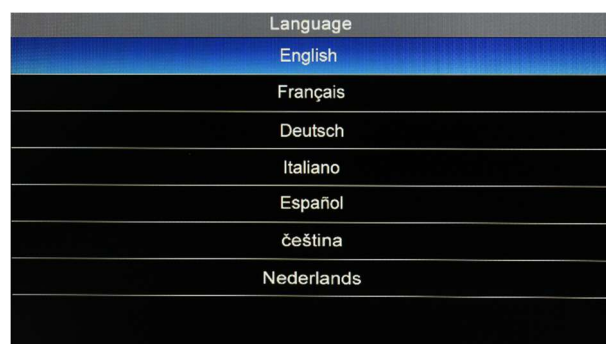 Language
English
Français
Deutsch
Italiano
Español
čeština
Nederlands